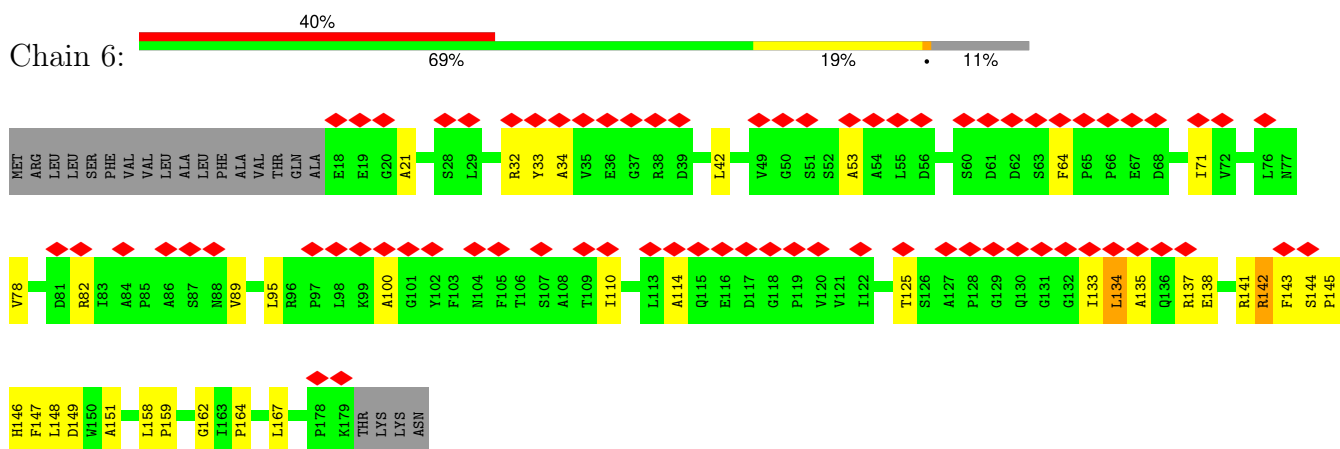 40%
Chain 6:
69% 19% • 11%
MET ARG LEU LEU SER PHE VAL VAL LEU ALA LEU PHE ALA VAL THR GLN ALA E18 E19 G20 A21 S28 L29 R32 Y33 A34 V35 E36 G37 R38 D39 L42 V49 G50 S51 S52 A53 A54 L55 D56 S60 D61 D62 S63 F64 P65 P66 E67 D68 I71 V72 L76 N77
V78 D81 R82 I83 A84 P85 A86 S87 N88 V89 L95 R96 P97 L98 K99 A100 G101 Y102 F103 N104 F105 T106 S107 A108 T109 I110 L113 A114 Q115 E116 D117 G118 P119 V120 V121 I122 T125 S126 A127 P128 G129 Q130 G131 G132 I133 L134 A135 Q136 R137 E138 R141 R142 F143 S144 P145
H146 F147 L148 D149 W150 A151 L158 P159 G162 I163 P164 L167 P178 K179 THR LYS LYS ASN